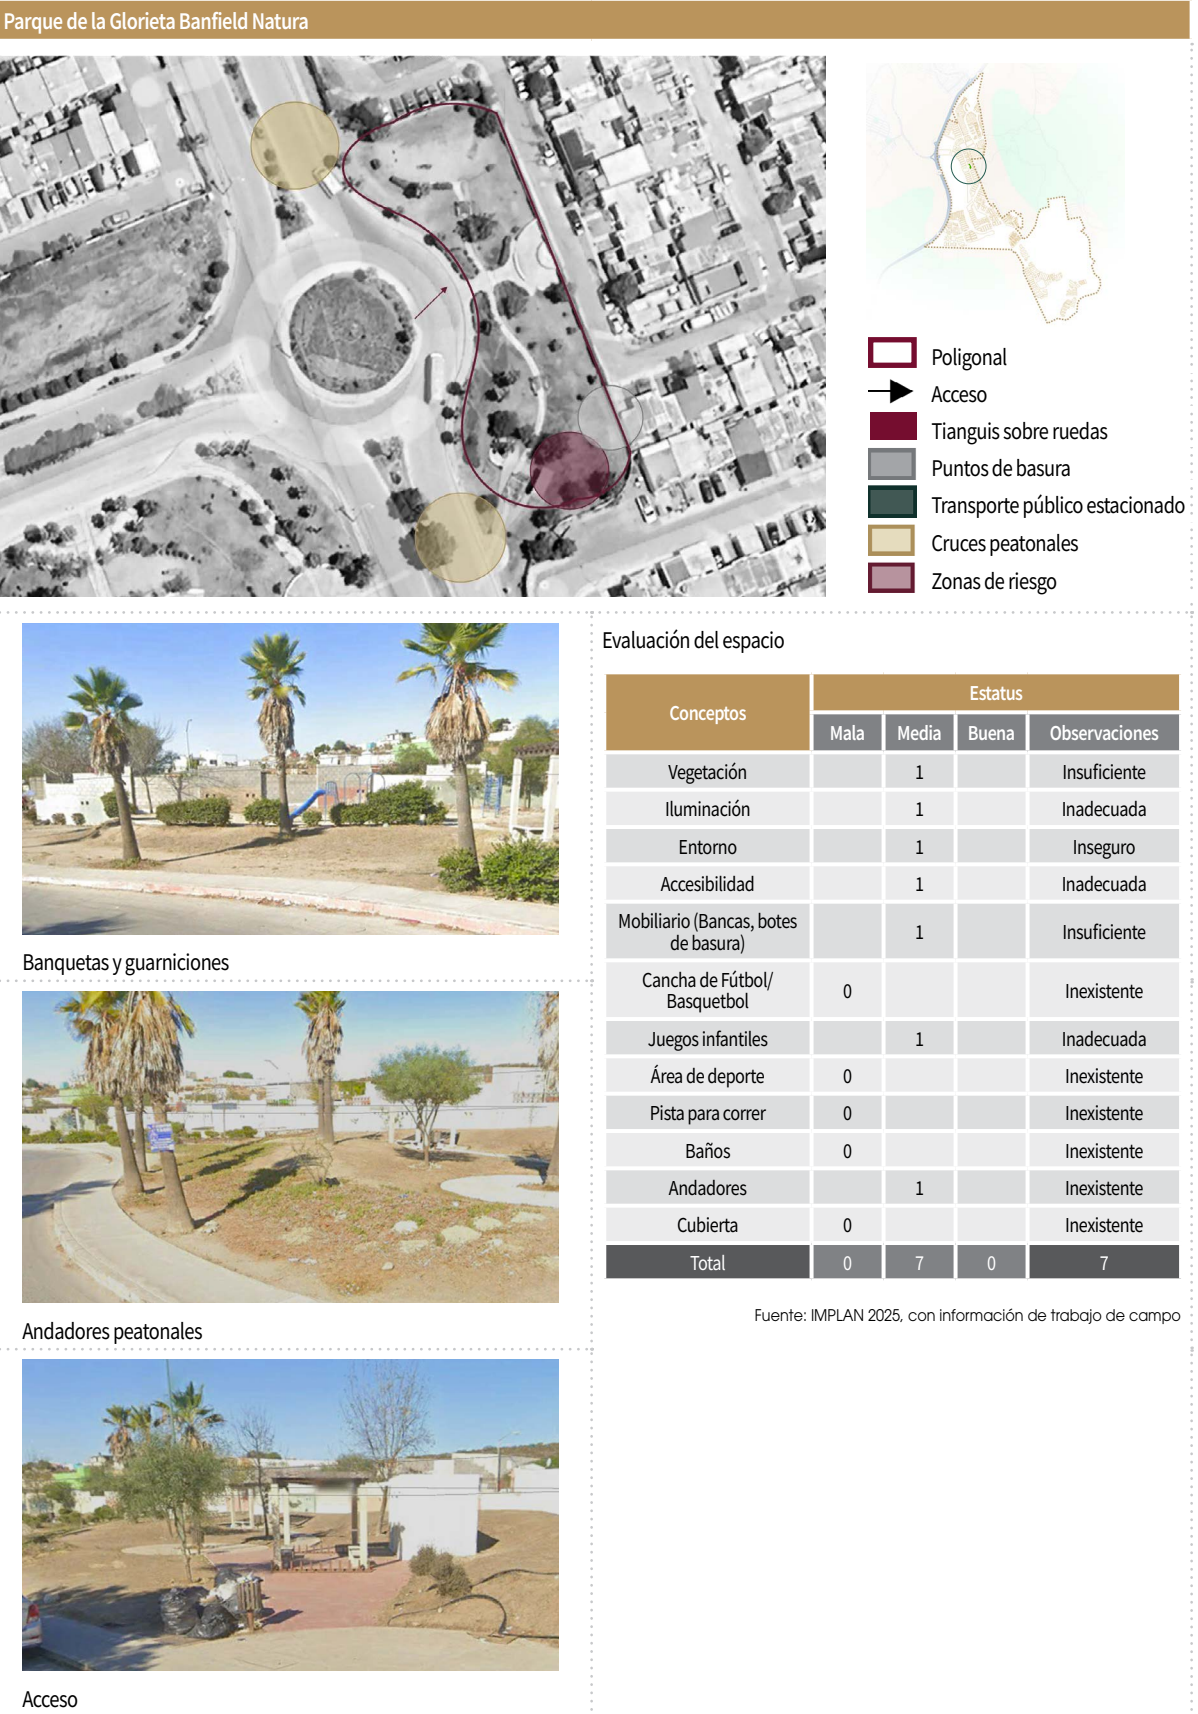 Parque de la Glorieta Banfield Natura
Poligonal
Acceso
Tianguis sobre ruedas
Puntos de basura
Transporte público estacionado
Cruces peatonales
Zonas de riesgo
Banquetas y guarniciones
Andadores peatonales
Acceso
Evaluación del espacio
Conceptos Estatus
Mala Media Buena Observaciones
Vegetación 1 Insuficiente
Iluminación 1 Inadecuada
Entorno 1 Inseguro
Accesibilidad 1 Inadecuada
Mobiliario (Bancas, botes
de basura) 1 Insuficiente
Cancha de Fútbol/
Basquetbol 0 Inexistente
Juegos infantiles 1 Inadecuada
Área de deporte 0 Inexistente
Pista para correr 0 Inexistente
Baños 0 Inexistente
Andadores 1 Inexistente
Cubierta 0 Inexistente
Total 0 7 0 7
Fuente: IMPLAN 2025, con información de trabajo de campo